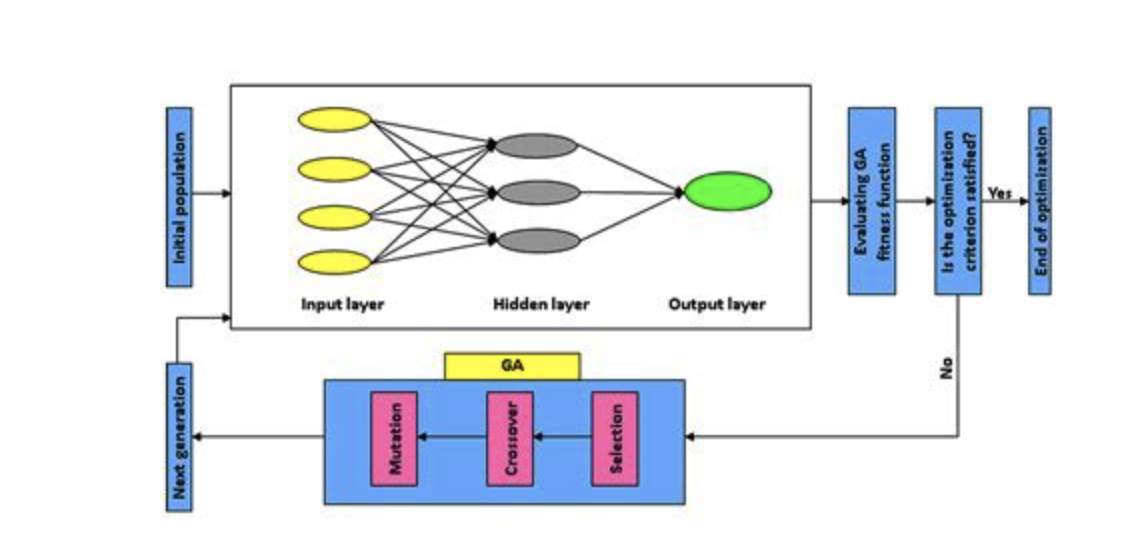 Initial population
Input layer
Hidden layer
Output layer
Evaluating GA
fitness function
Is the optimization
criterion satisfied?
Yes
End of optimization
No
GA
Selection
Crossover
Mutation
Next generation